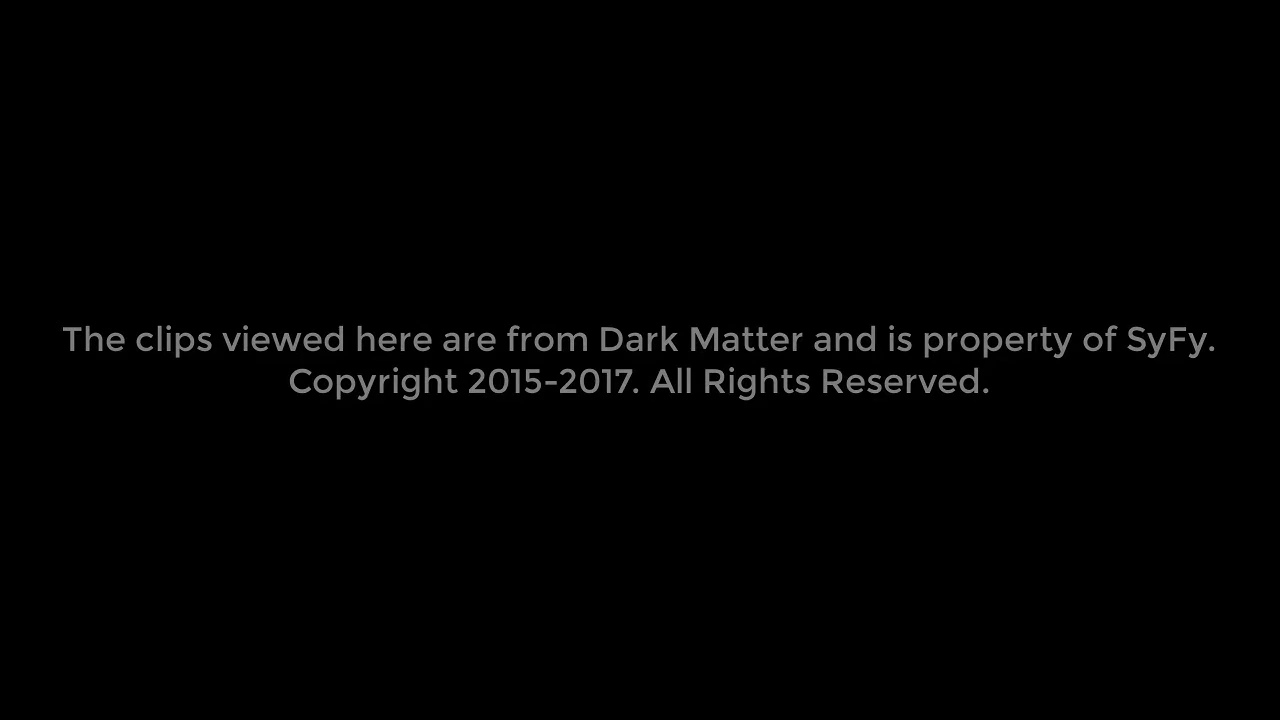 The clips viewed here are from Dark Matter and is property of SyFy.
Copyright 2015-2017. All Rights Reserved.